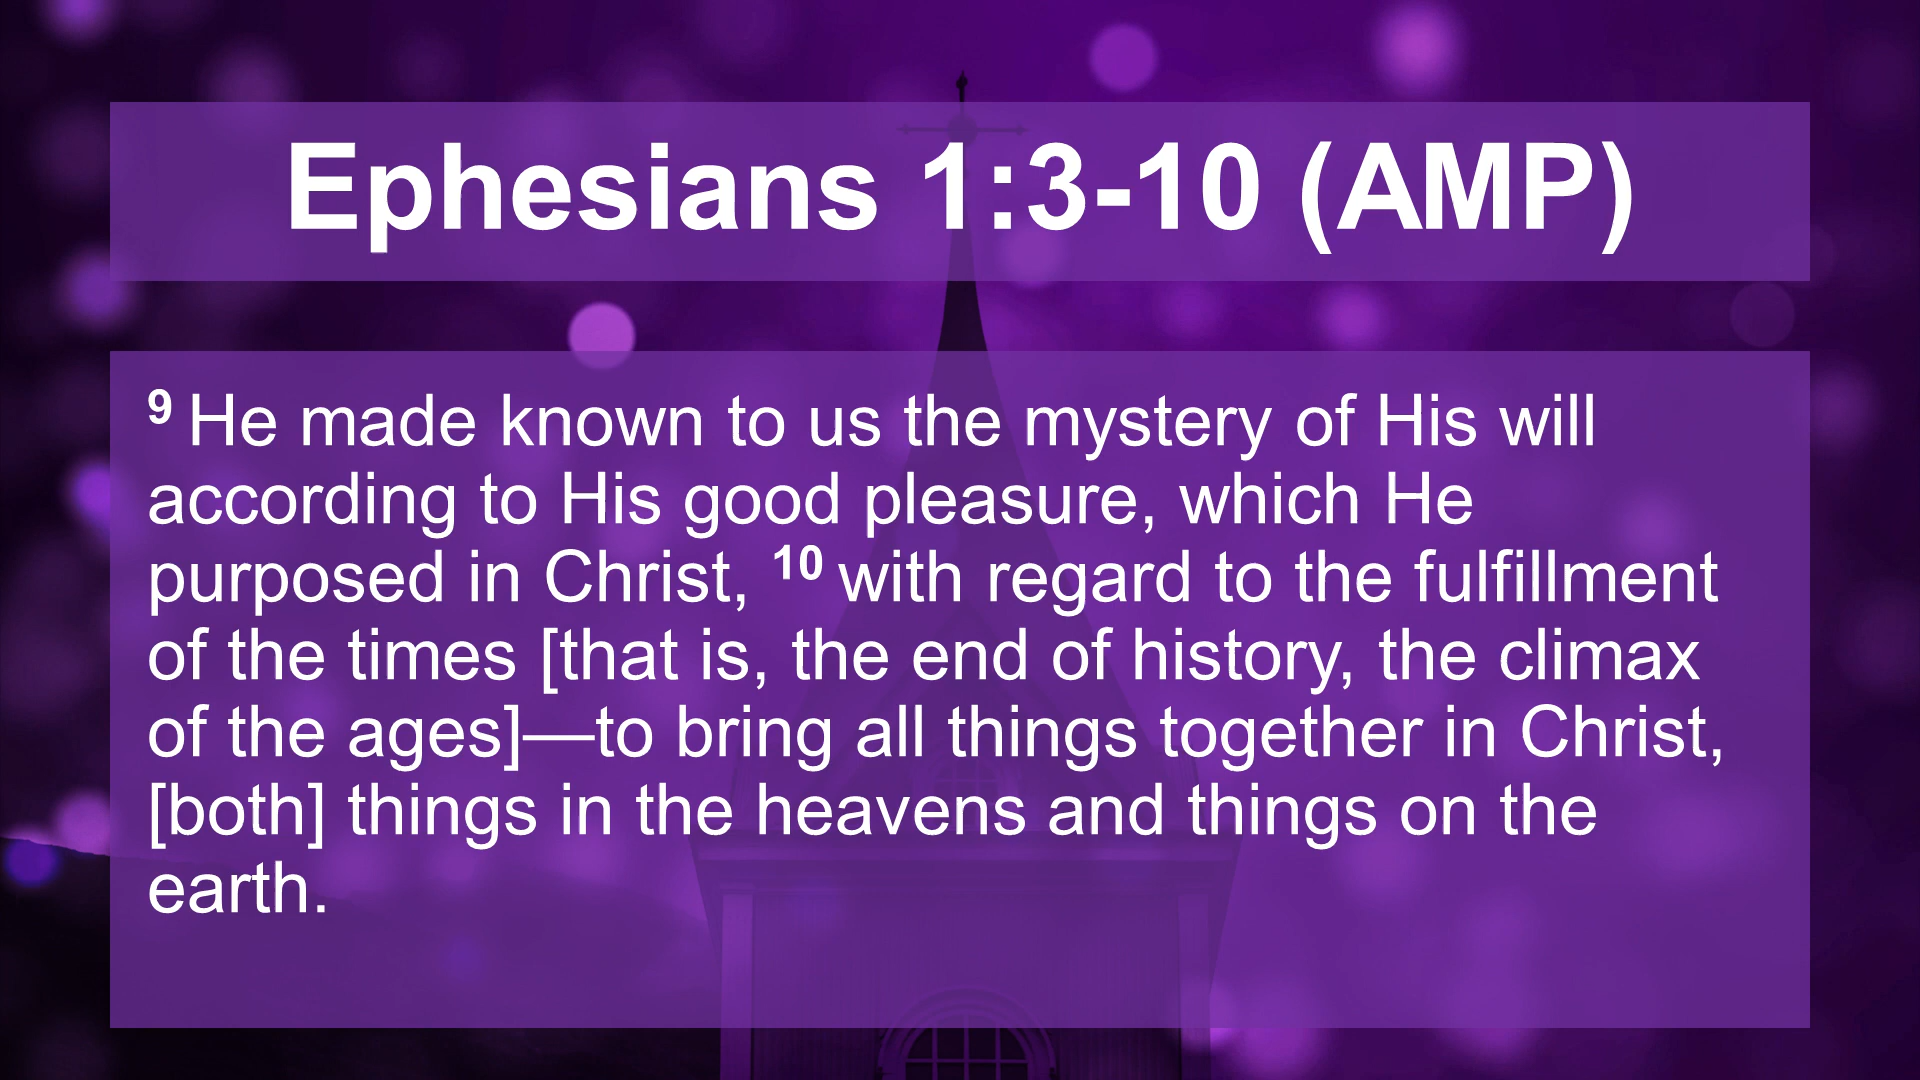 Ephesians 1:3-10 (AMP)
9 He made known to us the mystery of His will
according to His good pleasure, which He
purposed in Christ, 10 with regard to the fulfillment
of the times [that is, the end of history, the climax
of the ages]—to bring all things together in Christ,
[both] things in the heavens and things on the
earth.